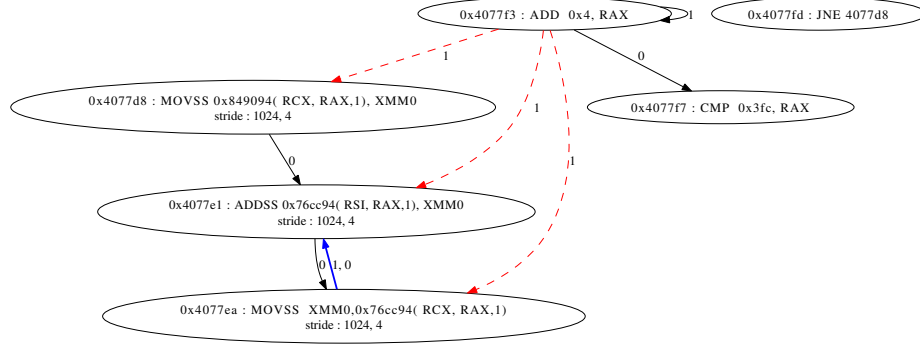 0x4077f3 : ADD  0x4, RAX
1
0x4077fd : JNE 4077d8
1
0
0x4077d8 : MOVSS 0x849094( RCX, RAX,1), XMM0
stride : 1024, 4
1
0x4077f7 : CMP  0x3fc, RAX
0
1
0x4077e1 : ADDSS 0x76cc94( RSI, RAX,1), XMM0
stride : 1024, 4
0
1, 0
0x4077ea : MOVSS  XMM0,0x76cc94( RCX, RAX,1)
stride : 1024, 4